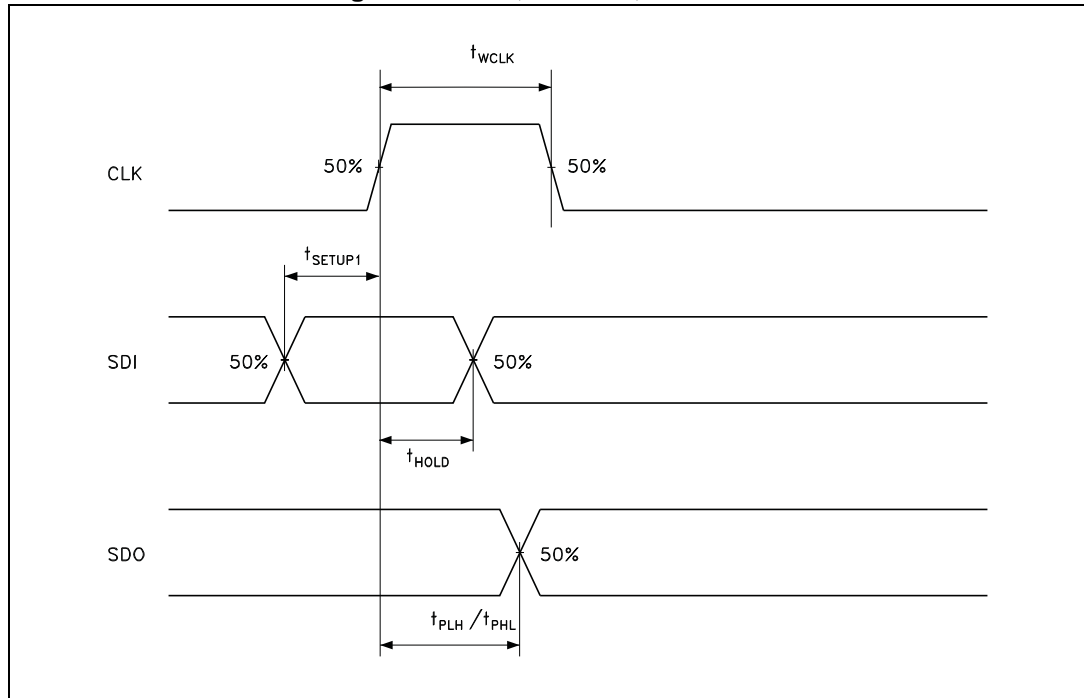 tWCLK
50% 50%
CLK
tSETUP1
50% 50%
SDI
tHOLD
SDO 50%
tPLH /tPHL